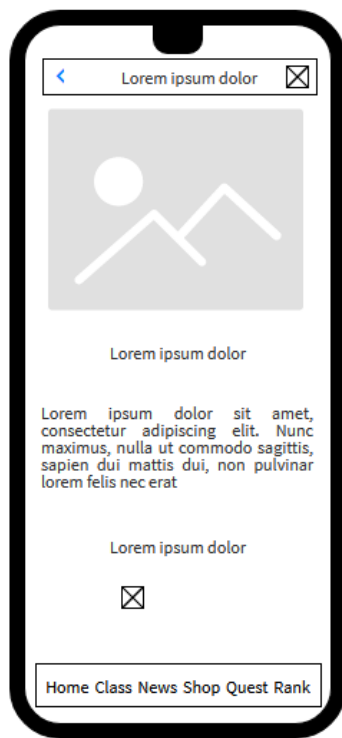 Lorem ipsum dolor
Lorem ipsum dolor
Lorem ipsum dolor sit amet,
consectetur adipiscing elit. Nunc
maximus, nulla ut commodo sagittis,
sapien dui mattis dui, non pulvinar
lorem felis nec erat
Lorem ipsum dolor
Home Class News Shop Quest Rank